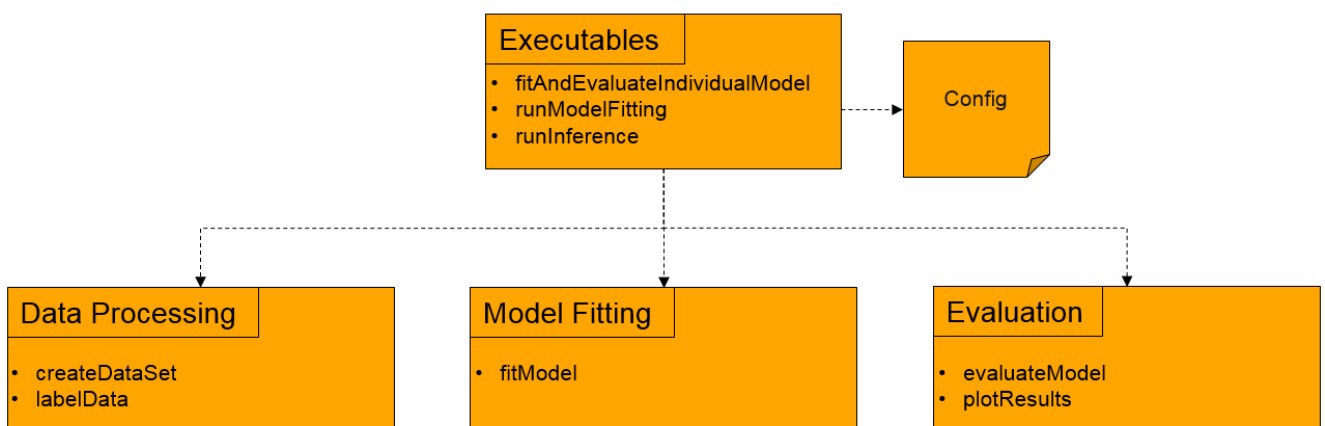 Executables
• fitAndEvaluateIndividualModel
• runModelFitting
• runInference
Config
Data Processing
• createDataSet
• labelData
Model Fitting
• fitModel
Evaluation
• evaluateModel
• plotResults